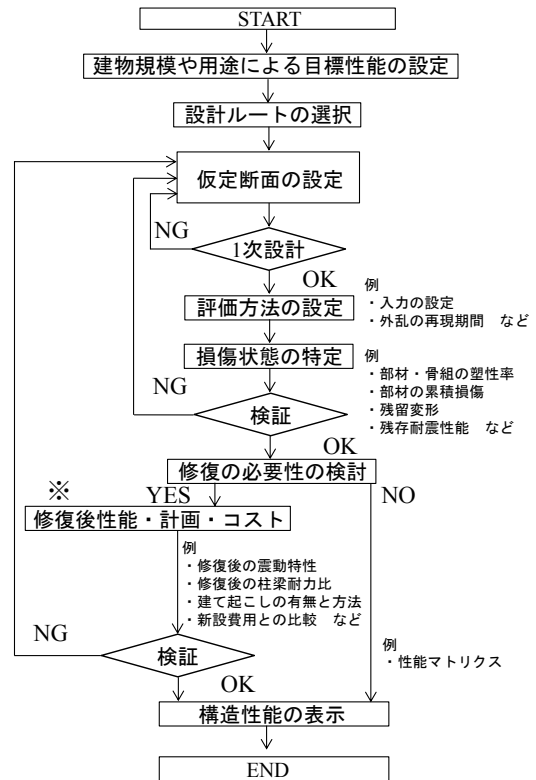 START
建物規模や用途による目標性能の設定
設計ルートの選択
仮定断面の設定
NG
1次設計
OK
例
・入力の設定
・外乱の再現期間　など
評価方法の設定
損傷状態の特定
例
・部材・骨組の塑性率
・部材の累積損傷
・残留変形
・残存耐震性能　など
NG
検証
OK
修復の必要性の検討
※
YES
NO
修復後性能・計画・コスト
例
・修復後の震動特性
・修復後の柱梁耐力比
・建て起こしの有無と方法
・新設費用との比較　など
NG
検証
例
・性能マトリクス
OK
構造性能の表示
END